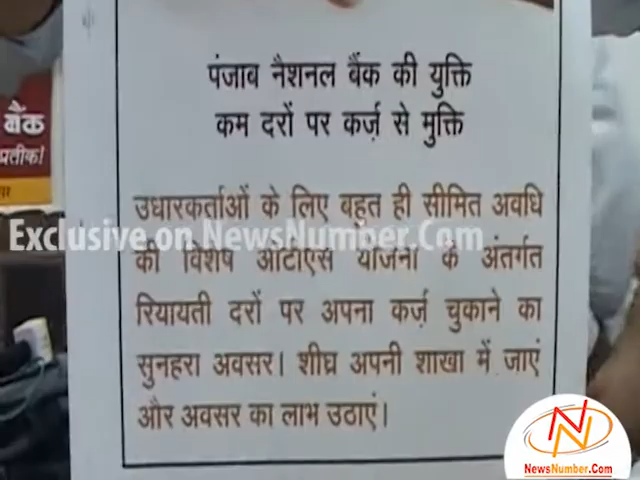 पंजाब नैशनल बैंक की युक्ति
कम दरों पर कर्ज़ से मुक्ति
बैंक
प्रतीक!
उधारकर्ताओं के लिए बहुत ही सीमित अवधि
Exclusive on NewsNumber.Com
की विशेष ओटीएस योजना के अंतर्गत
रियायती दरों पर अपना कर्ज़ चुकाने का
सुनहरा अवसर। शीघ्र अपनी शाखा में जाएं
और अवसर का लाभ उठाएं।
N
NewsNumber.Com